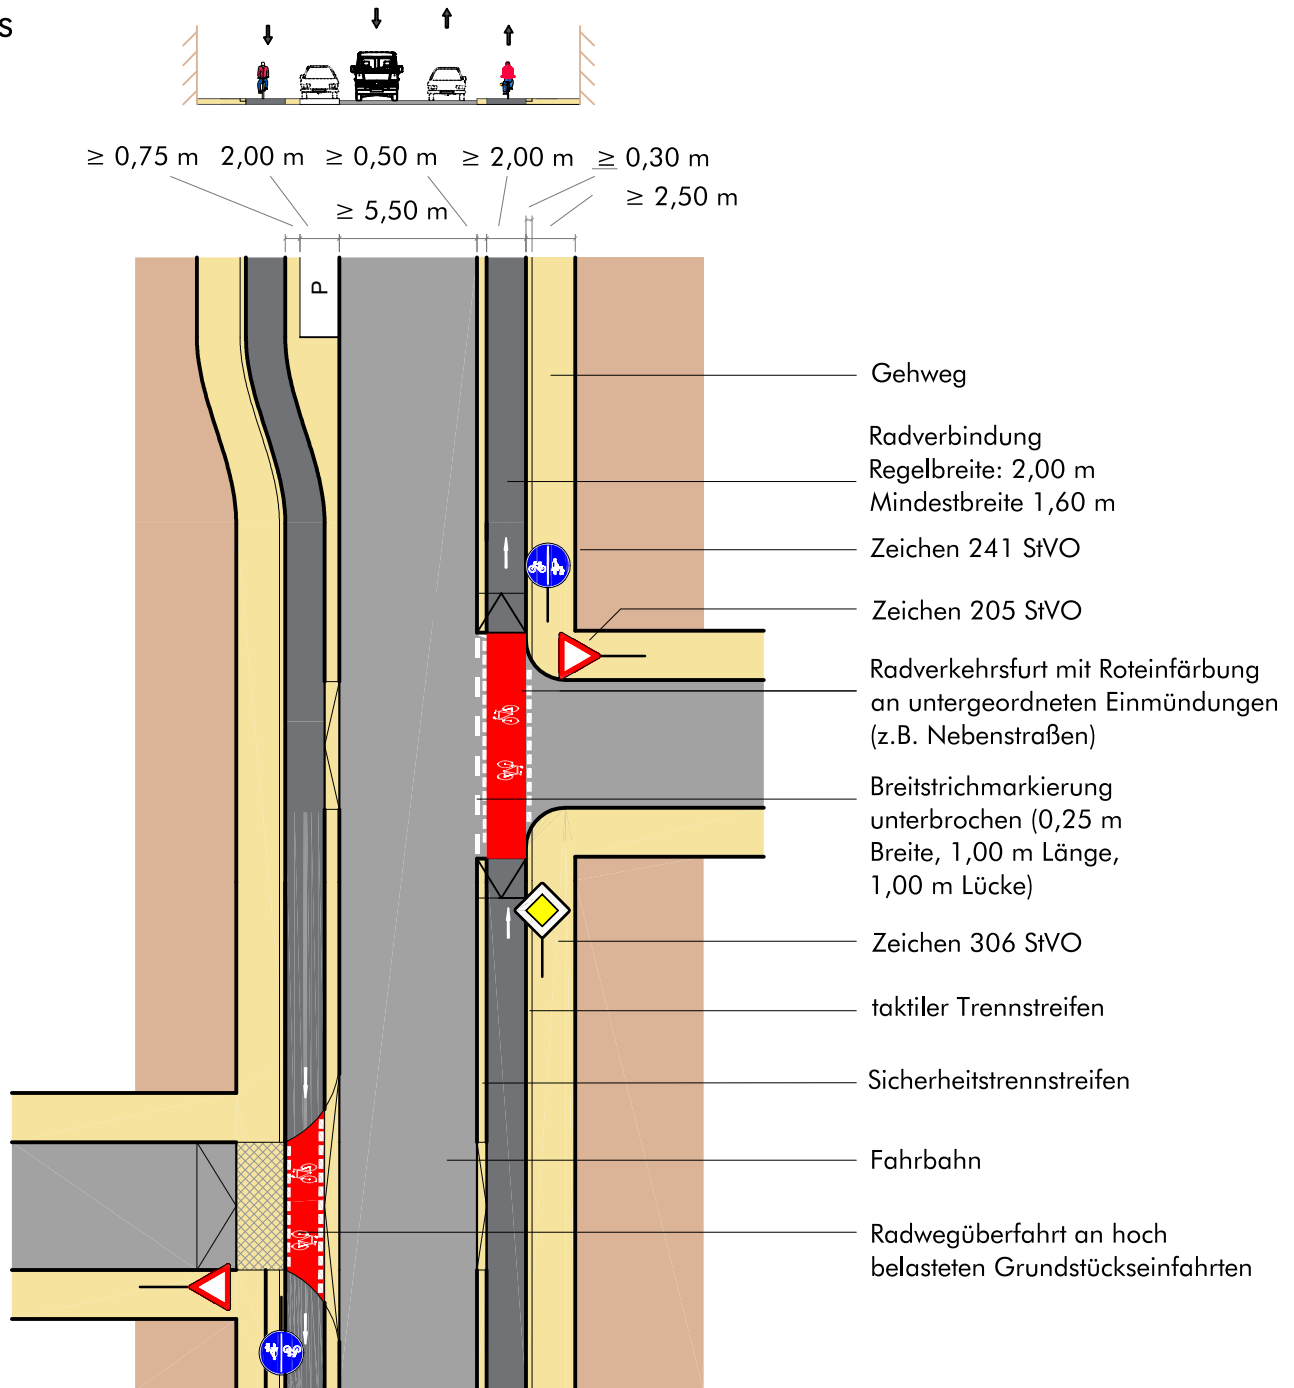 s
≥ 0,75 m 2,00 m ≥ 0,50 m ≥ 2,00 m ≥ 0,30 m
≥ 5,50 m ≥ 2,50 m
P
Gehweg
Radverbindung
Regelbreite: 2,00 m
Mindestbreite 1,60 m
Zeichen 241 StVO
Zeichen 205 StVO
Radverkehrsfurt mit Roteinfärbung
an untergeordneten Einmündungen
(z.B. Nebenstraßen)
Breitstrichmarkierung
unterbrochen (0,25 m
Breite, 1,00 m Länge,
1,00 m Lücke)
Zeichen 306 StVO
taktiler Trennstreifen
Sicherheitstrennstreifen
Fahrbahn
Radwegüberfahrt an hoch
belasteten Grundstückseinfahrten